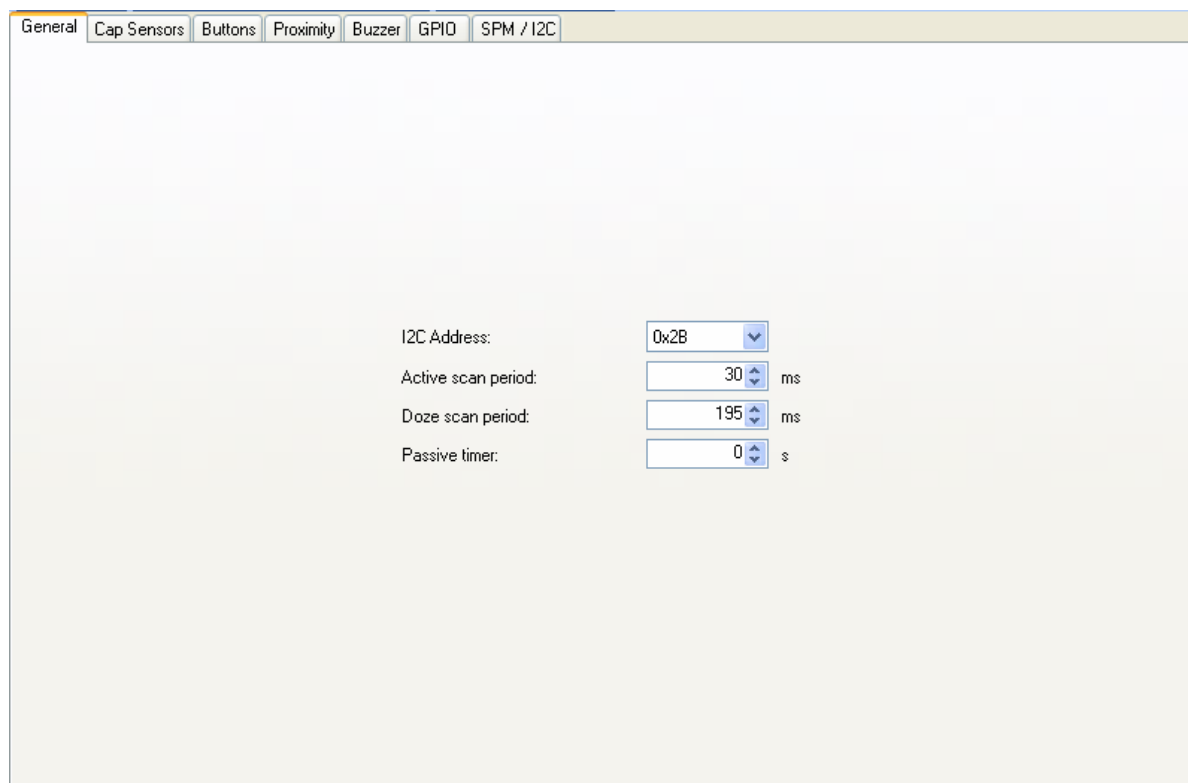 General Cap Sensors Buttons Proximity Buzzer GPIO SPM / I2C
I2C Address: 0x2B
Active scan period: 30 ms
Doze scan period: 195 ms
Passive timer: 0 s